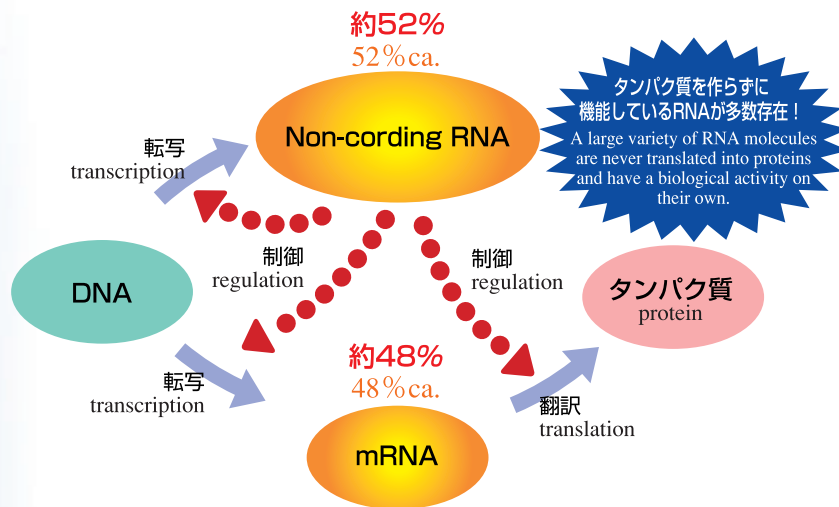 約52%
52%ca.
Non-cording RNA
タンパク質を作らずに
機能しているRNAが多数存在！
A large variety of RNA molecules
are never translated into proteins
and have a biological activity on
their own.
転写
transcription
制御
regulation
制御
regulation
DNA
タンパク質
protein
転写
transcription
約48%
48%ca.
mRNA
翻訳
translation